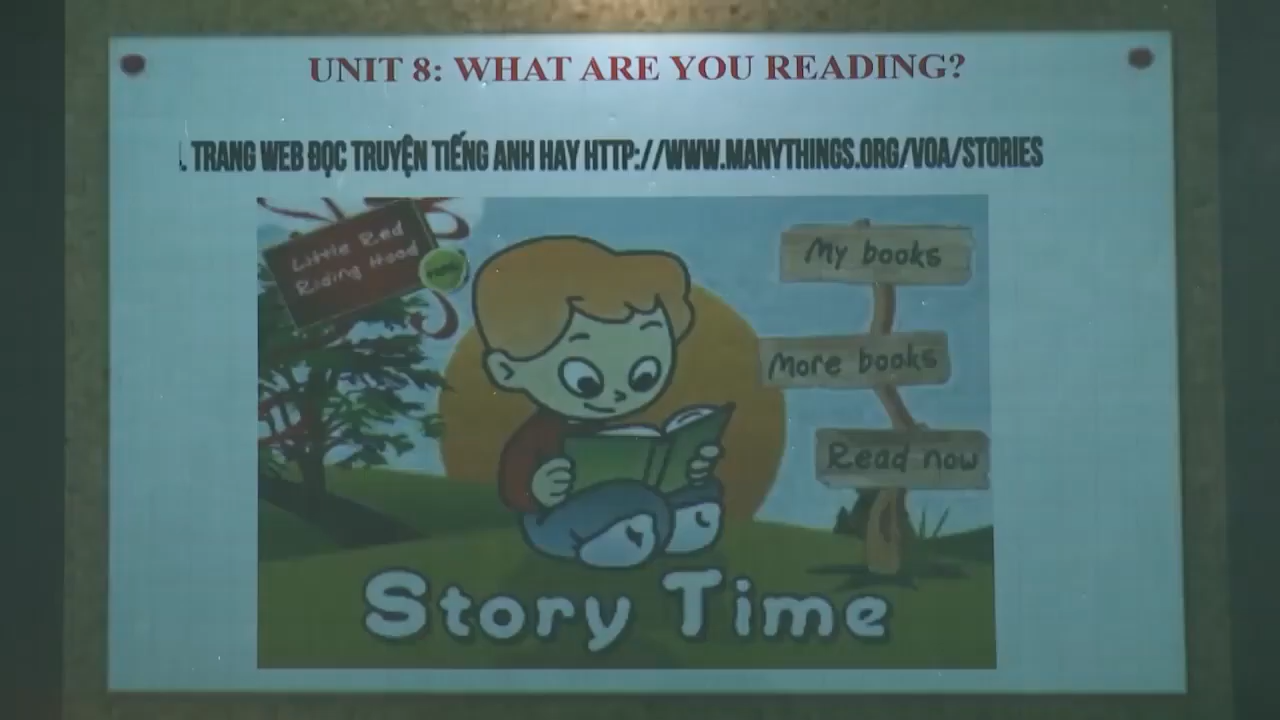 UNIT 8: WHAT ARE YOU READING?
. TRANG WEB ĐỌC TRUYỆN TIẾNG ANH HAY HTTP://WWW.MANYTHINGS.ORG/VOA/STORIES
Little Red
Riding Hood
My books
More books
Read now
Story Time